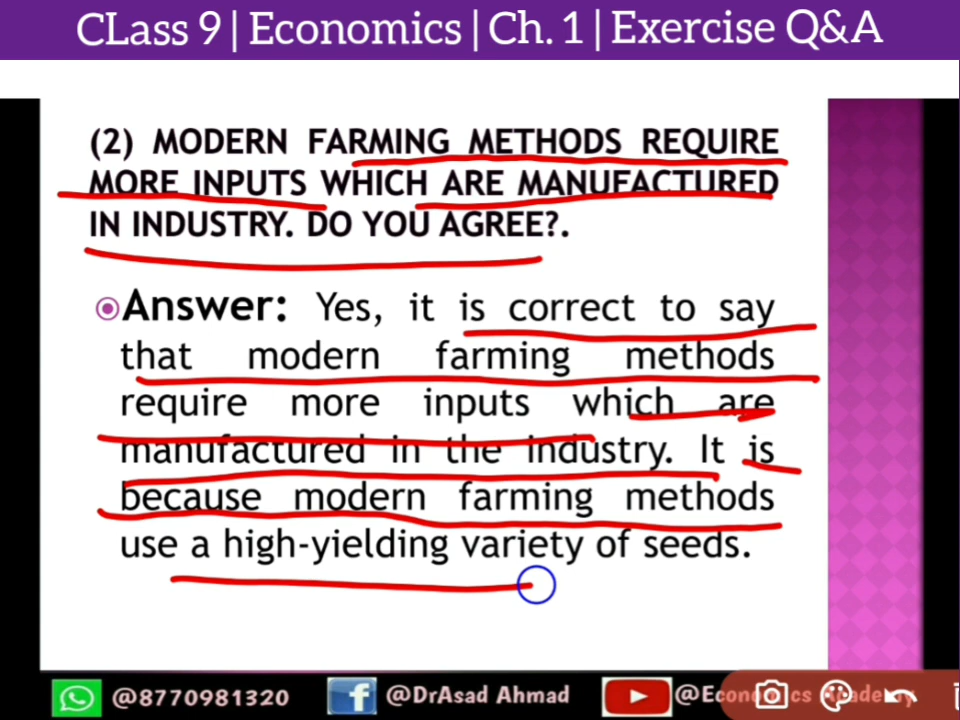 CLass 9 | Economics | Ch. 1 | Exercise Q&A
(2) MODERN FARMING METHODS REQUIRE
MORE INPUTS WHICH ARE MANUFACTURED
IN INDUSTRY. DO YOU AGREE?.
Answer: Yes, it is correct to say
that modern farming methods
require more inputs which are
manufactured in the industry. It is
because modern farming methods
use a high-yielding variety of seeds.
@8770981320 @DrAsad Ahmad